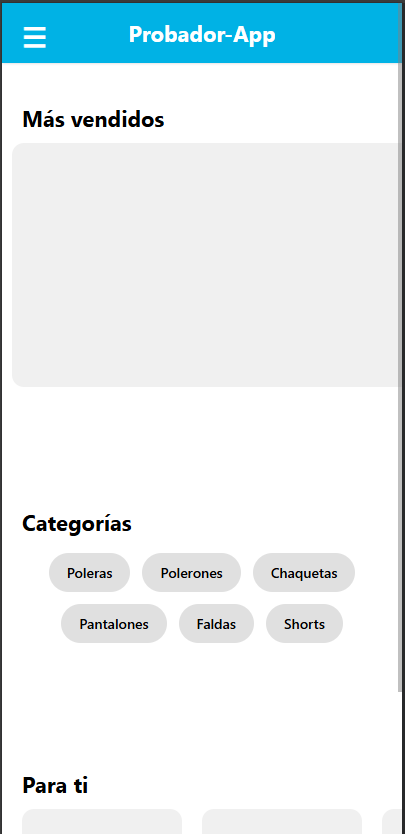 Probador-App
Más vendidos
Categorías
Poleras Polerones Chaquetas
Pantalones Faldas Shorts
Para ti